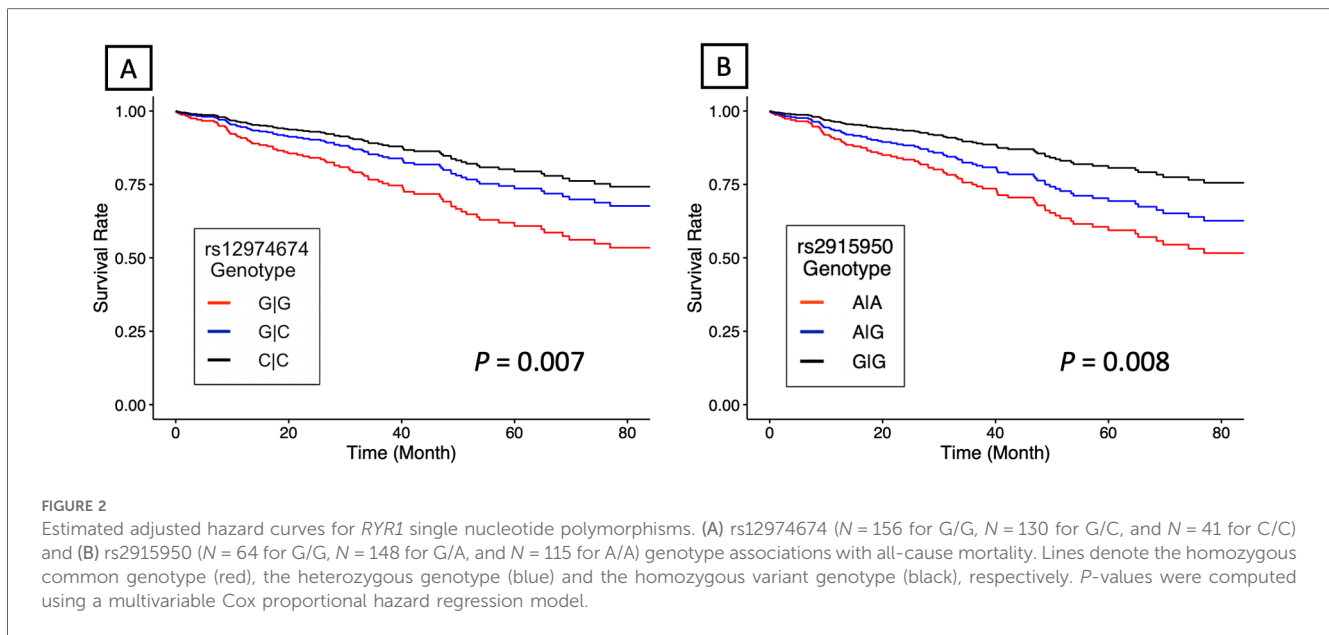 A
1.00
0.75
0.50
0.25
0.00
Survival Rate
rs12974674
Genotype
G|G
G|C
C|C
P = 0.007
0 20 40 60 80
Time (Month)
B
1.00
0.75
0.50
0.25
0.00
Survival Rate
rs2915950
Genotype
A|A
A|G
G|G
P = 0.008
0 20 40 60 80
Time (Month)
FIGURE 2
Estimated adjusted hazard curves for RYR1 single nucleotide polymorphisms. (A) rs12974674 (N = 156 for G/G, N = 130 for G/C, and N = 41 for C/C)
and (B) rs2915950 (N = 64 for G/G, N = 148 for G/A, and N = 115 for A/A) genotype associations with all-cause mortality. Lines denote the homozygous
common genotype (red), the heterozygous genotype (blue) and the homozygous variant genotype (black), respectively. P-values were computed
using a multivariable Cox proportional hazard regression model.